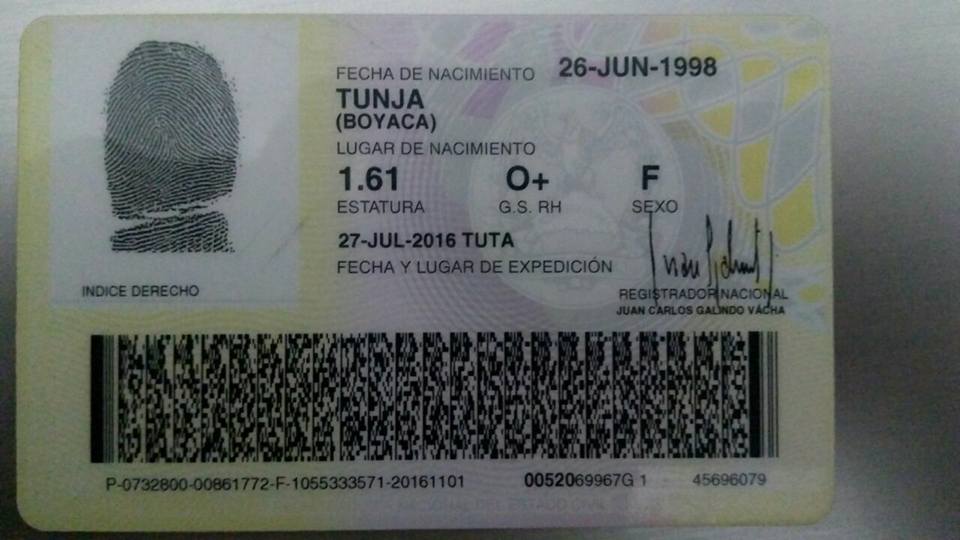 FECHA DE NACIMIENTO 26-JUN-1998
TUNJA
(BOYACA)
LUGAR DE NACIMIENTO
1.61 O+ F
ESTATURA G.S. RH SEXO
27-JUL-2016 TUTA
FECHA Y LUGAR DE EXPEDICIÓN
INDICE DERECHO
REGISTRADOR NACIONAL
JUAN CARLOS GALINDO VÁCHA
P-0732800-00861772-F-1055333571-20161101 0052069967G 1 45696079